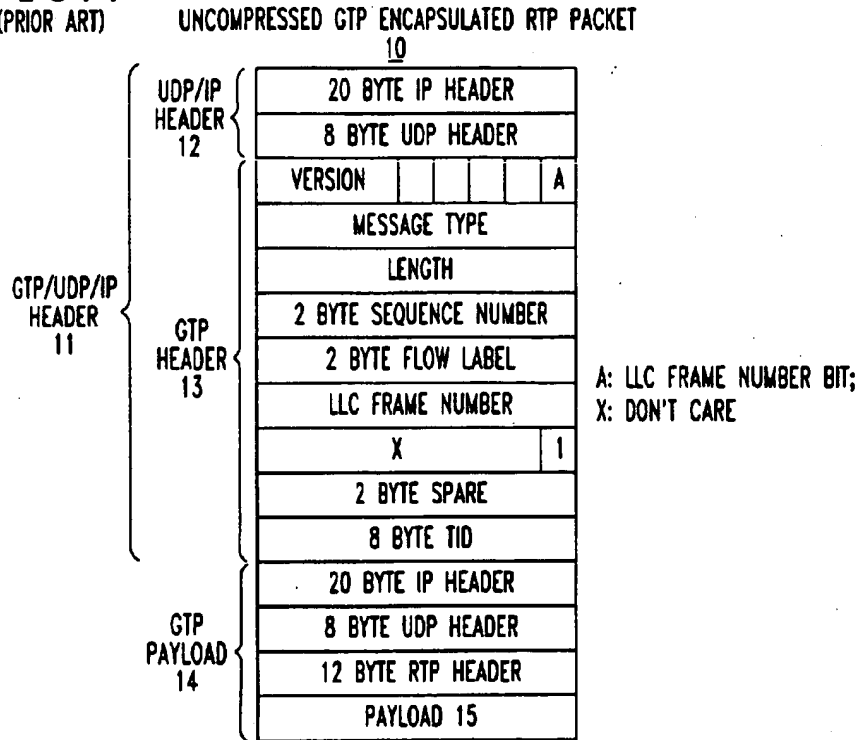 (PRIOR ART)
UNCOMPRESSED GTP ENCAPSULATED RTP PACKET
10
UDP/IP
HEADER
12
20 BYTE IP HEADER
8 BYTE UDP HEADER
GTP/UDP/IP
HEADER
11
GTP
HEADER
13
VERSION A
MESSAGE TYPE
LENGTH
2 BYTE SEQUENCE NUMBER
2 BYTE FLOW LABEL
LLC FRAME NUMBER
X 1
2 BYTE SPARE
8 BYTE TID
A: LLC FRAME NUMBER BIT;
X: DON'T CARE
GTP
PAYLOAD
14
20 BYTE IP HEADER
8 BYTE UDP HEADER
12 BYTE RTP HEADER
PAYLOAD 15